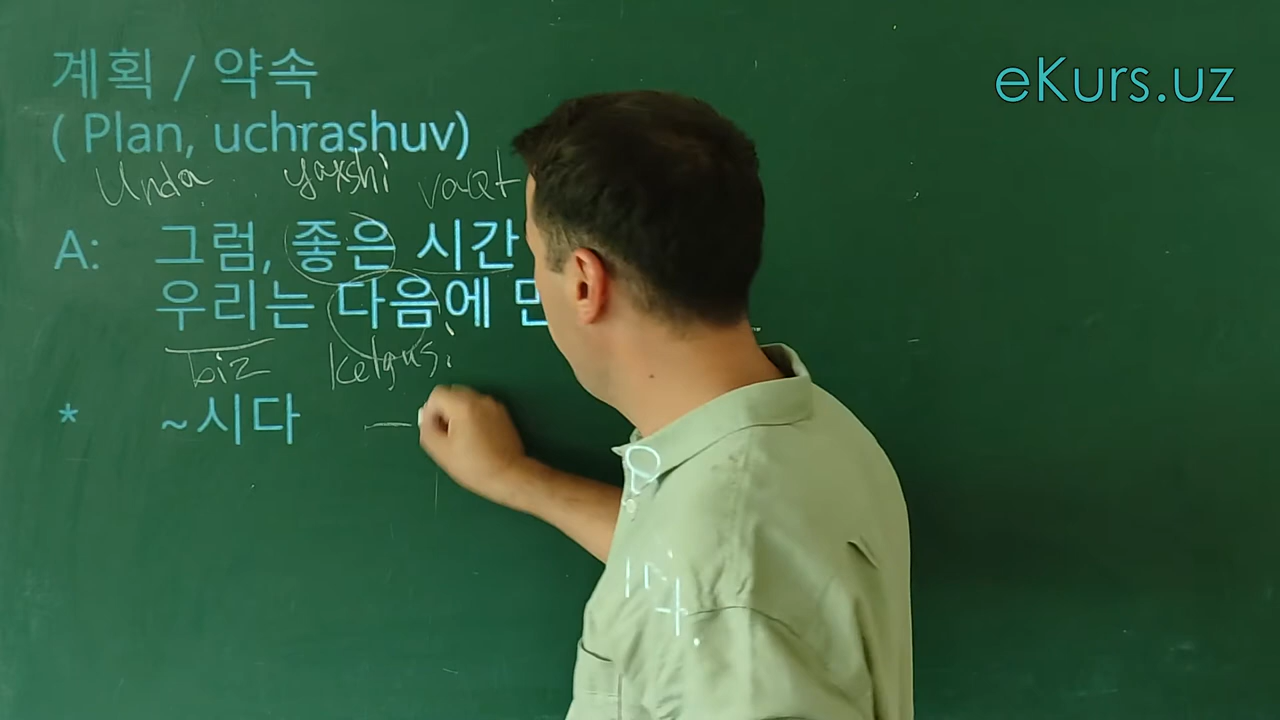 계획 / 약속
eKurs.uz
( Plan, uchrashuv)
Unda yaxshi vaqt
A: 그럼, 좋은 시간
우리는 다음에
biz kelgusi
* ~시다